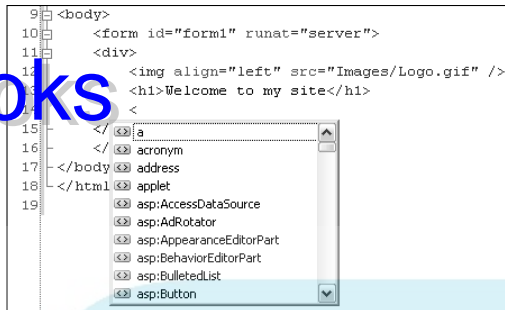 9 <body>
10 <form id="form1" runat="server">
11 <div>
12 <img align="left" src="Images/Logo.gif" />
13 <h1>Welcome to my site</h1>
14 <
oks
15 </
a
16 </
acronym
17 </body
address
18 </html
applet
19
asp:AccessDataSource
asp:AdRotator
asp:AppearanceEditorPart
asp:BehaviorEditorPart
asp:BulletedList
asp:Button